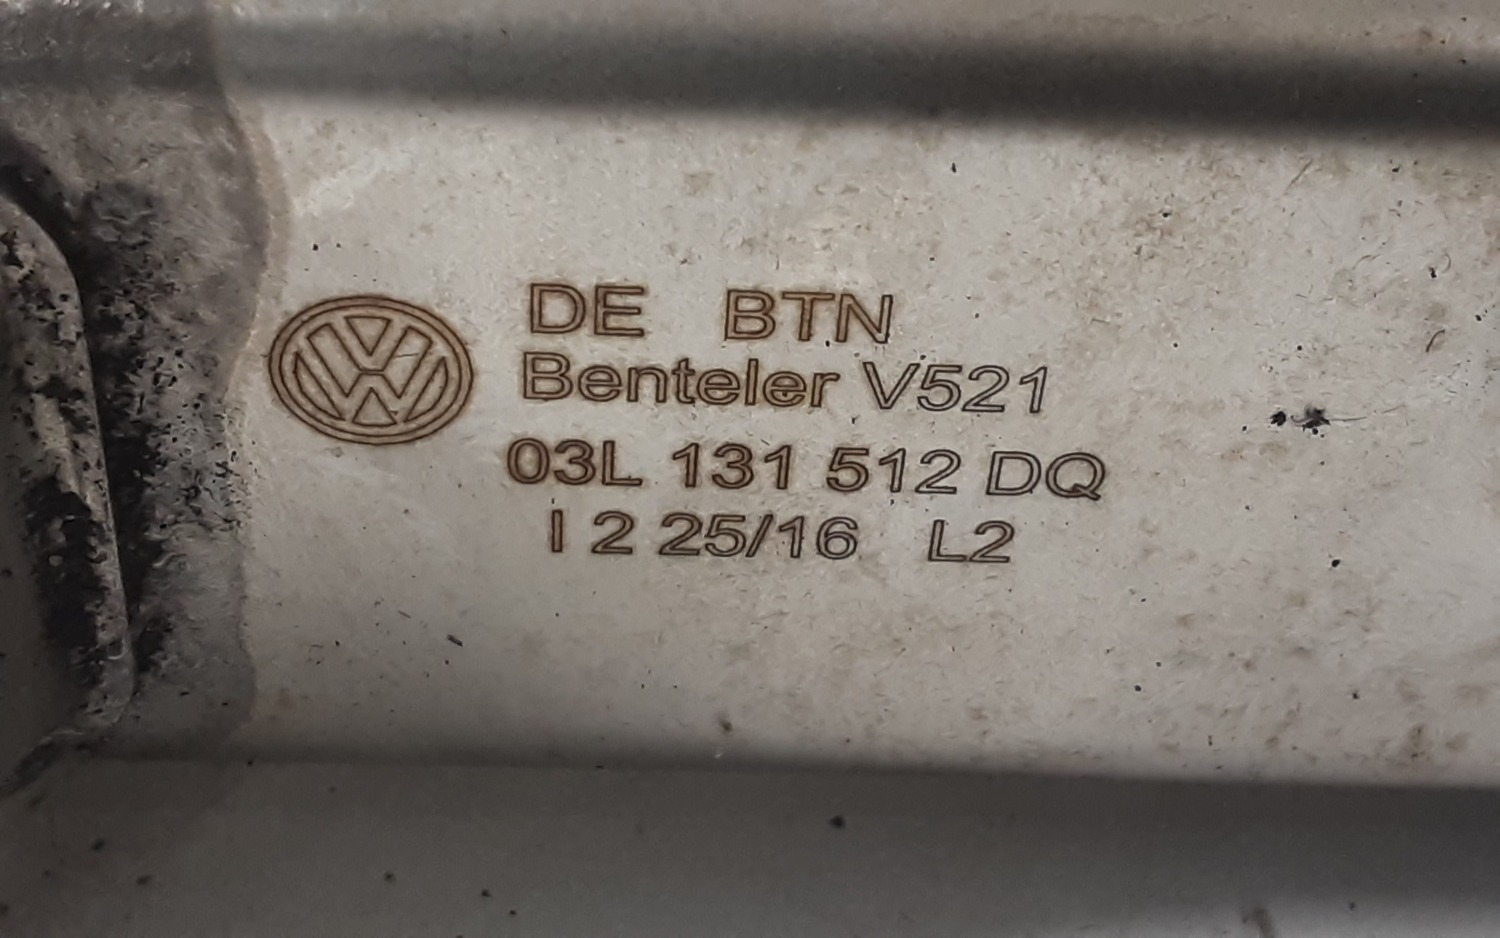 DE BTN
Benteler V521
03L 131 512 DQ
I 2 25/16 L2